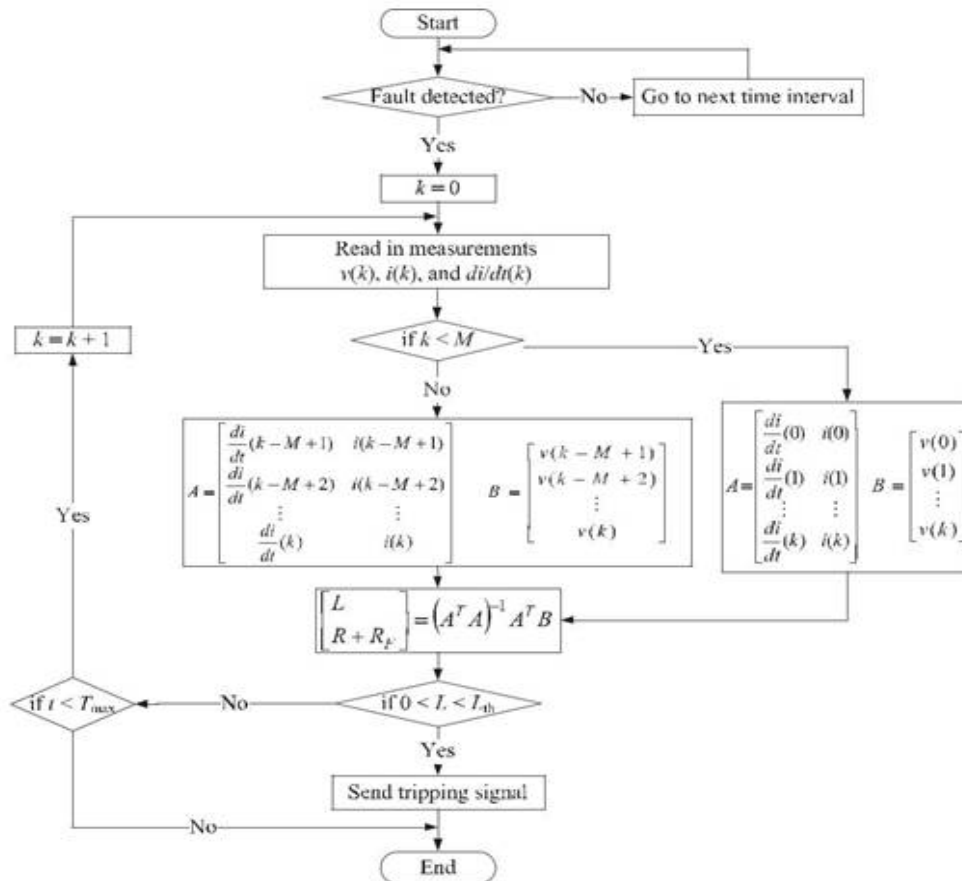 Start
Fault detected?
No
Go to next time interval
Yes
k = 0
Read in measurements
v(k), i(k), and di/dt(k)
k = k + 1
if k < M
Yes
No
A = [di/dt(k − M + 1) i(k − M + 1)
di/dt(k − M + 2) i(k − M + 2)
⋮ ⋮
di/dt(k) i(k)]
B = [v(k − M + 1)
v(k − M + 2)
⋮
v(k)]
A = [di/dt(0) i(0)
di/dt(1) i(1)
⋮ ⋮
di/dt(k) i(k)]
B = [v(0)
v(1)
⋮
v(k)]
Yes
[L
R + R_F] = (A^T A)^−1 A^T B
if t < T_max
No
if 0 < L < L_th
Yes
Send tripping signal
No
End